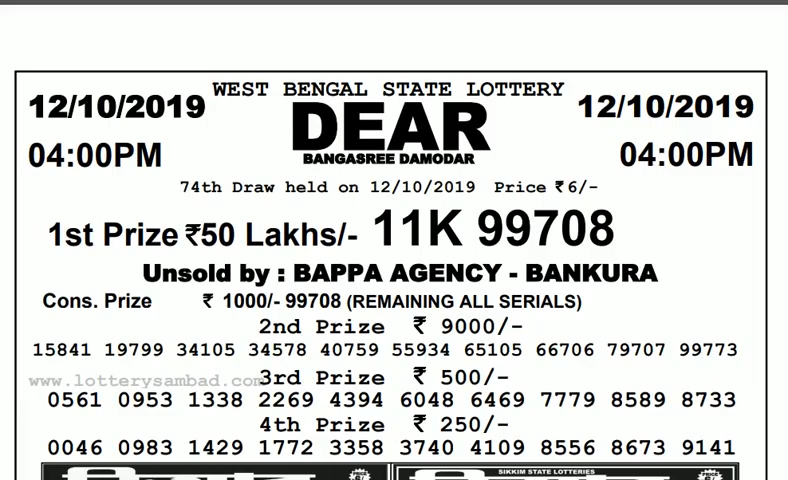 WEST BENGAL STATE LOTTERY
12/10/2019 DEAR 12/10/2019
BANGASREE DAMODAR
04:00PM 04:00PM
74th Draw held on 12/10/2019 Price ₹ 6/-
1st Prize ₹50 Lakhs/- 11K 99708
Unsold by : BAPPA AGENCY - BANKURA
Cons. Prize ₹ 1000/- 99708 (REMAINING ALL SERIALS)
2nd Prize ₹ 9000/-
15841 19799 34105 34578 40759 55934 65105 66706 79707 99773
www.lotterysambad.com
3rd Prize ₹ 500/-
0561 0953 1338 2269 4394 6048 6469 7779 8589 8733
4th Prize ₹ 250/-
0046 0983 1429 1772 3358 3740 4109 8556 8673 9141
SIKKIM STATE LOTTERIES